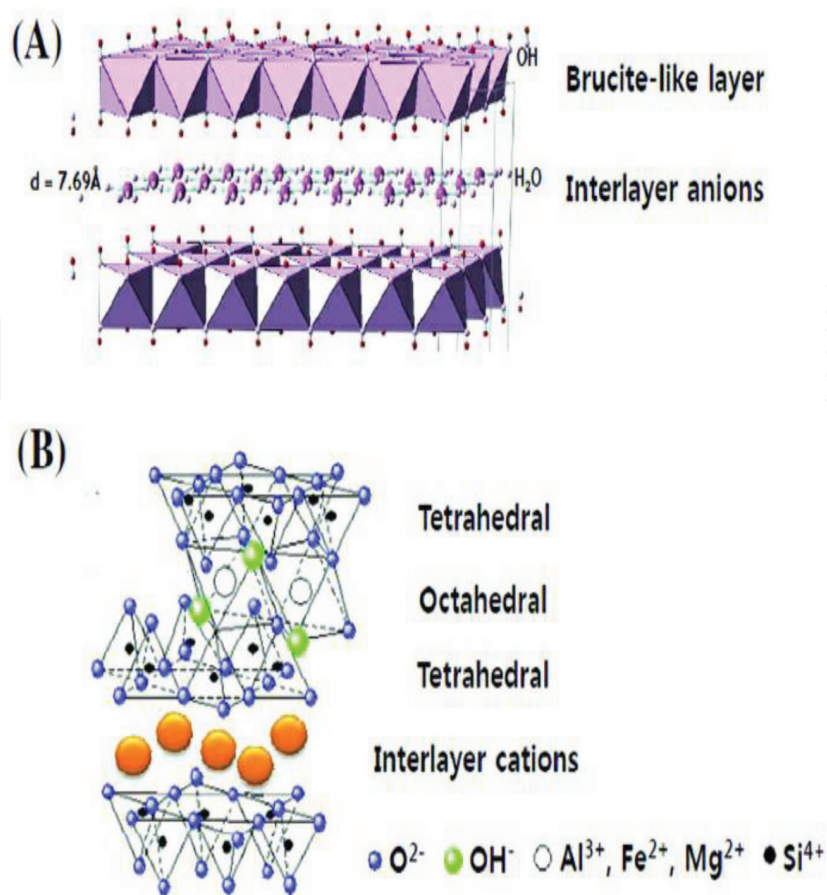 (A)
OH
Brucite-like layer
d = 7.69Å
H₂O
Interlayer anions
(B)
Tetrahedral
Octahedral
Tetrahedral
Interlayer cations
O²⁻ OH⁻ Al³⁺, Fe²⁺, Mg²⁺ Si⁴⁺